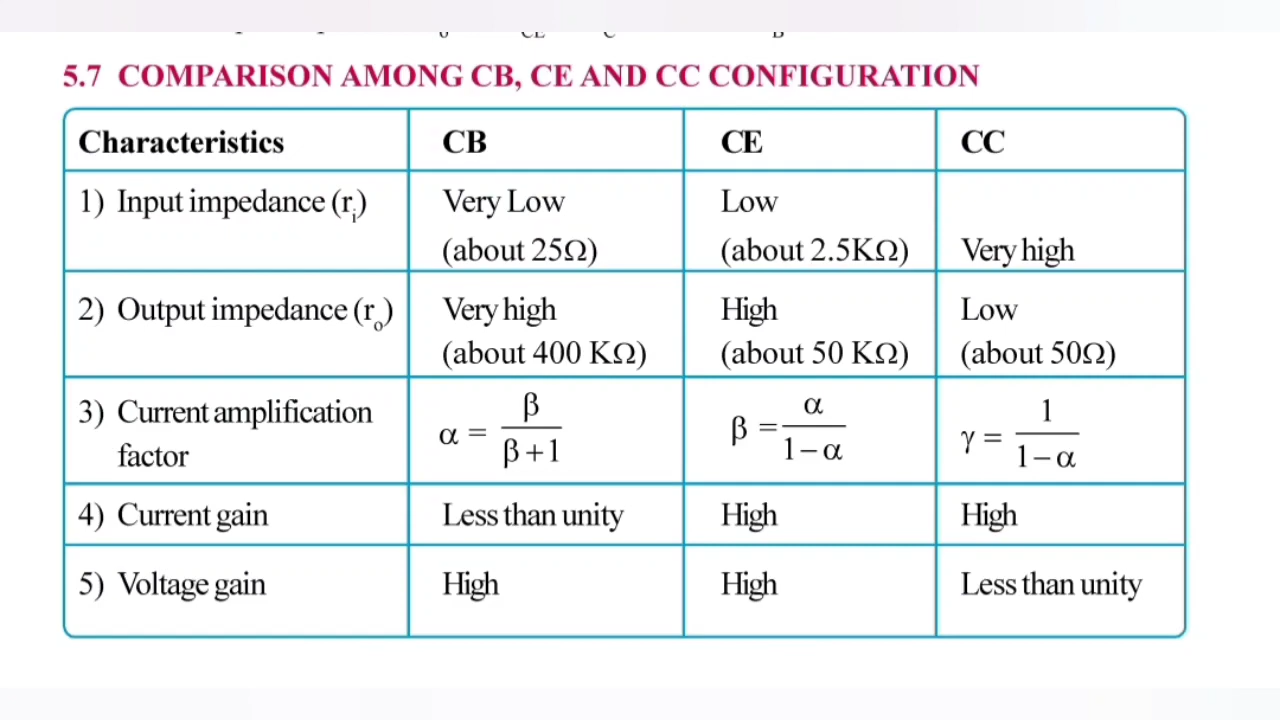 5.7 COMPARISON AMONG CB, CE AND CC CONFIGURATION
Characteristics CB CE CC
1) Input impedance (rᵢ) Very Low Low
(about 25Ω) (about 2.5KΩ) Very high
2) Output impedance (rₒ) Very high High Low
(about 400 KΩ) (about 50 KΩ) (about 50Ω)
3) Current amplification factor α = β/(β+1) β = α/(1−α) γ = 1/(1−α)
4) Current gain Less than unity High High
5) Voltage gain High High Less than unity